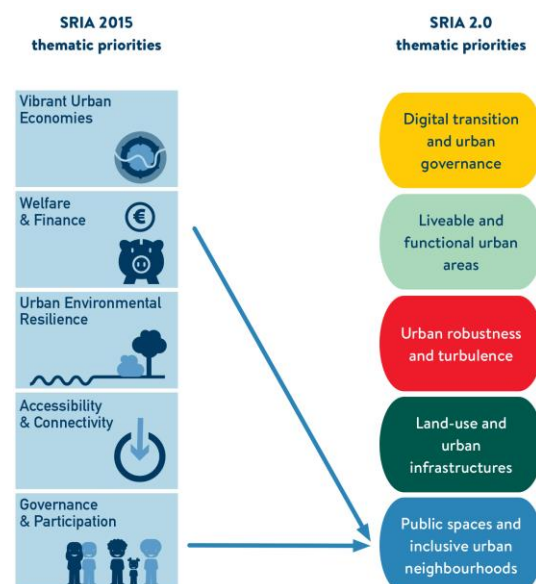 SRIA 2015
thematic priorities
Vibrant Urban
Economies
Welfare
& Finance
€
Urban Environmental
Resilience
Accessibility
& Connectivity
Governance
& Participation
SRIA 2.0
thematic priorities
Digital transition
and urban
governance
Liveable and
functional urban
areas
Urban robustness
and turbulence
Land-use and
urban
infrastructures
Public spaces and
inclusive urban
neighbourhoods